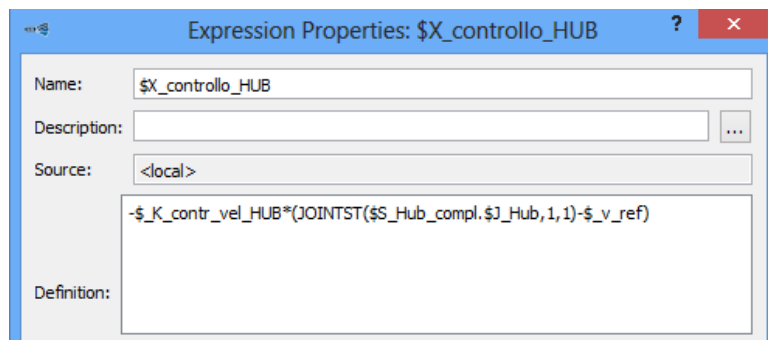 Expression Properties: $X_controllo_HUB ? ×
Name: $X_controllo_HUB
Description: ...
Source: <local>
-$_K_contr_vel_HUB*(JOINTST($S_Hub_compl.$J_Hub,1,1)-$_v_ref)
Definition: